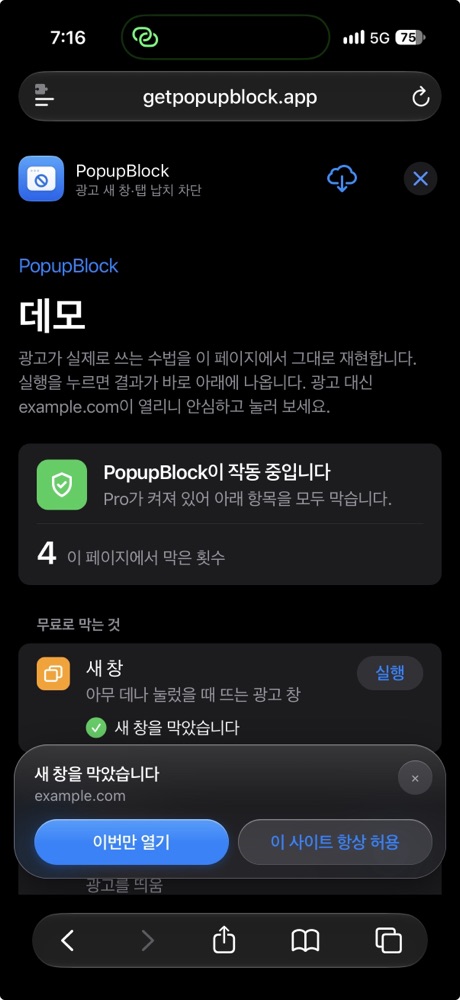 7:16
5G 75
getpopupblock.app
PopupBlock
광고 새 창·탭 납치 차단
PopupBlock
데모
광고가 실제로 쓰는 수법을 이 페이지에서 그대로 재현합니다.
실행을 누르면 결과가 바로 아래에 나옵니다. 광고 대신
example.com이 열리니 안심하고 눌러 보세요.
PopupBlock이 작동 중입니다
Pro가 켜져 있어 아래 항목을 모두 막습니다.
4 이 페이지에서 막은 횟수
무료로 막는 것
새 창
실행
아무 데나 눌렀을 때 뜨는 광고 창
새 창을 막았습니다
새 창을 막았습니다
example.com
이번만 열기
이 사이트 항상 허용
광고를 띄움